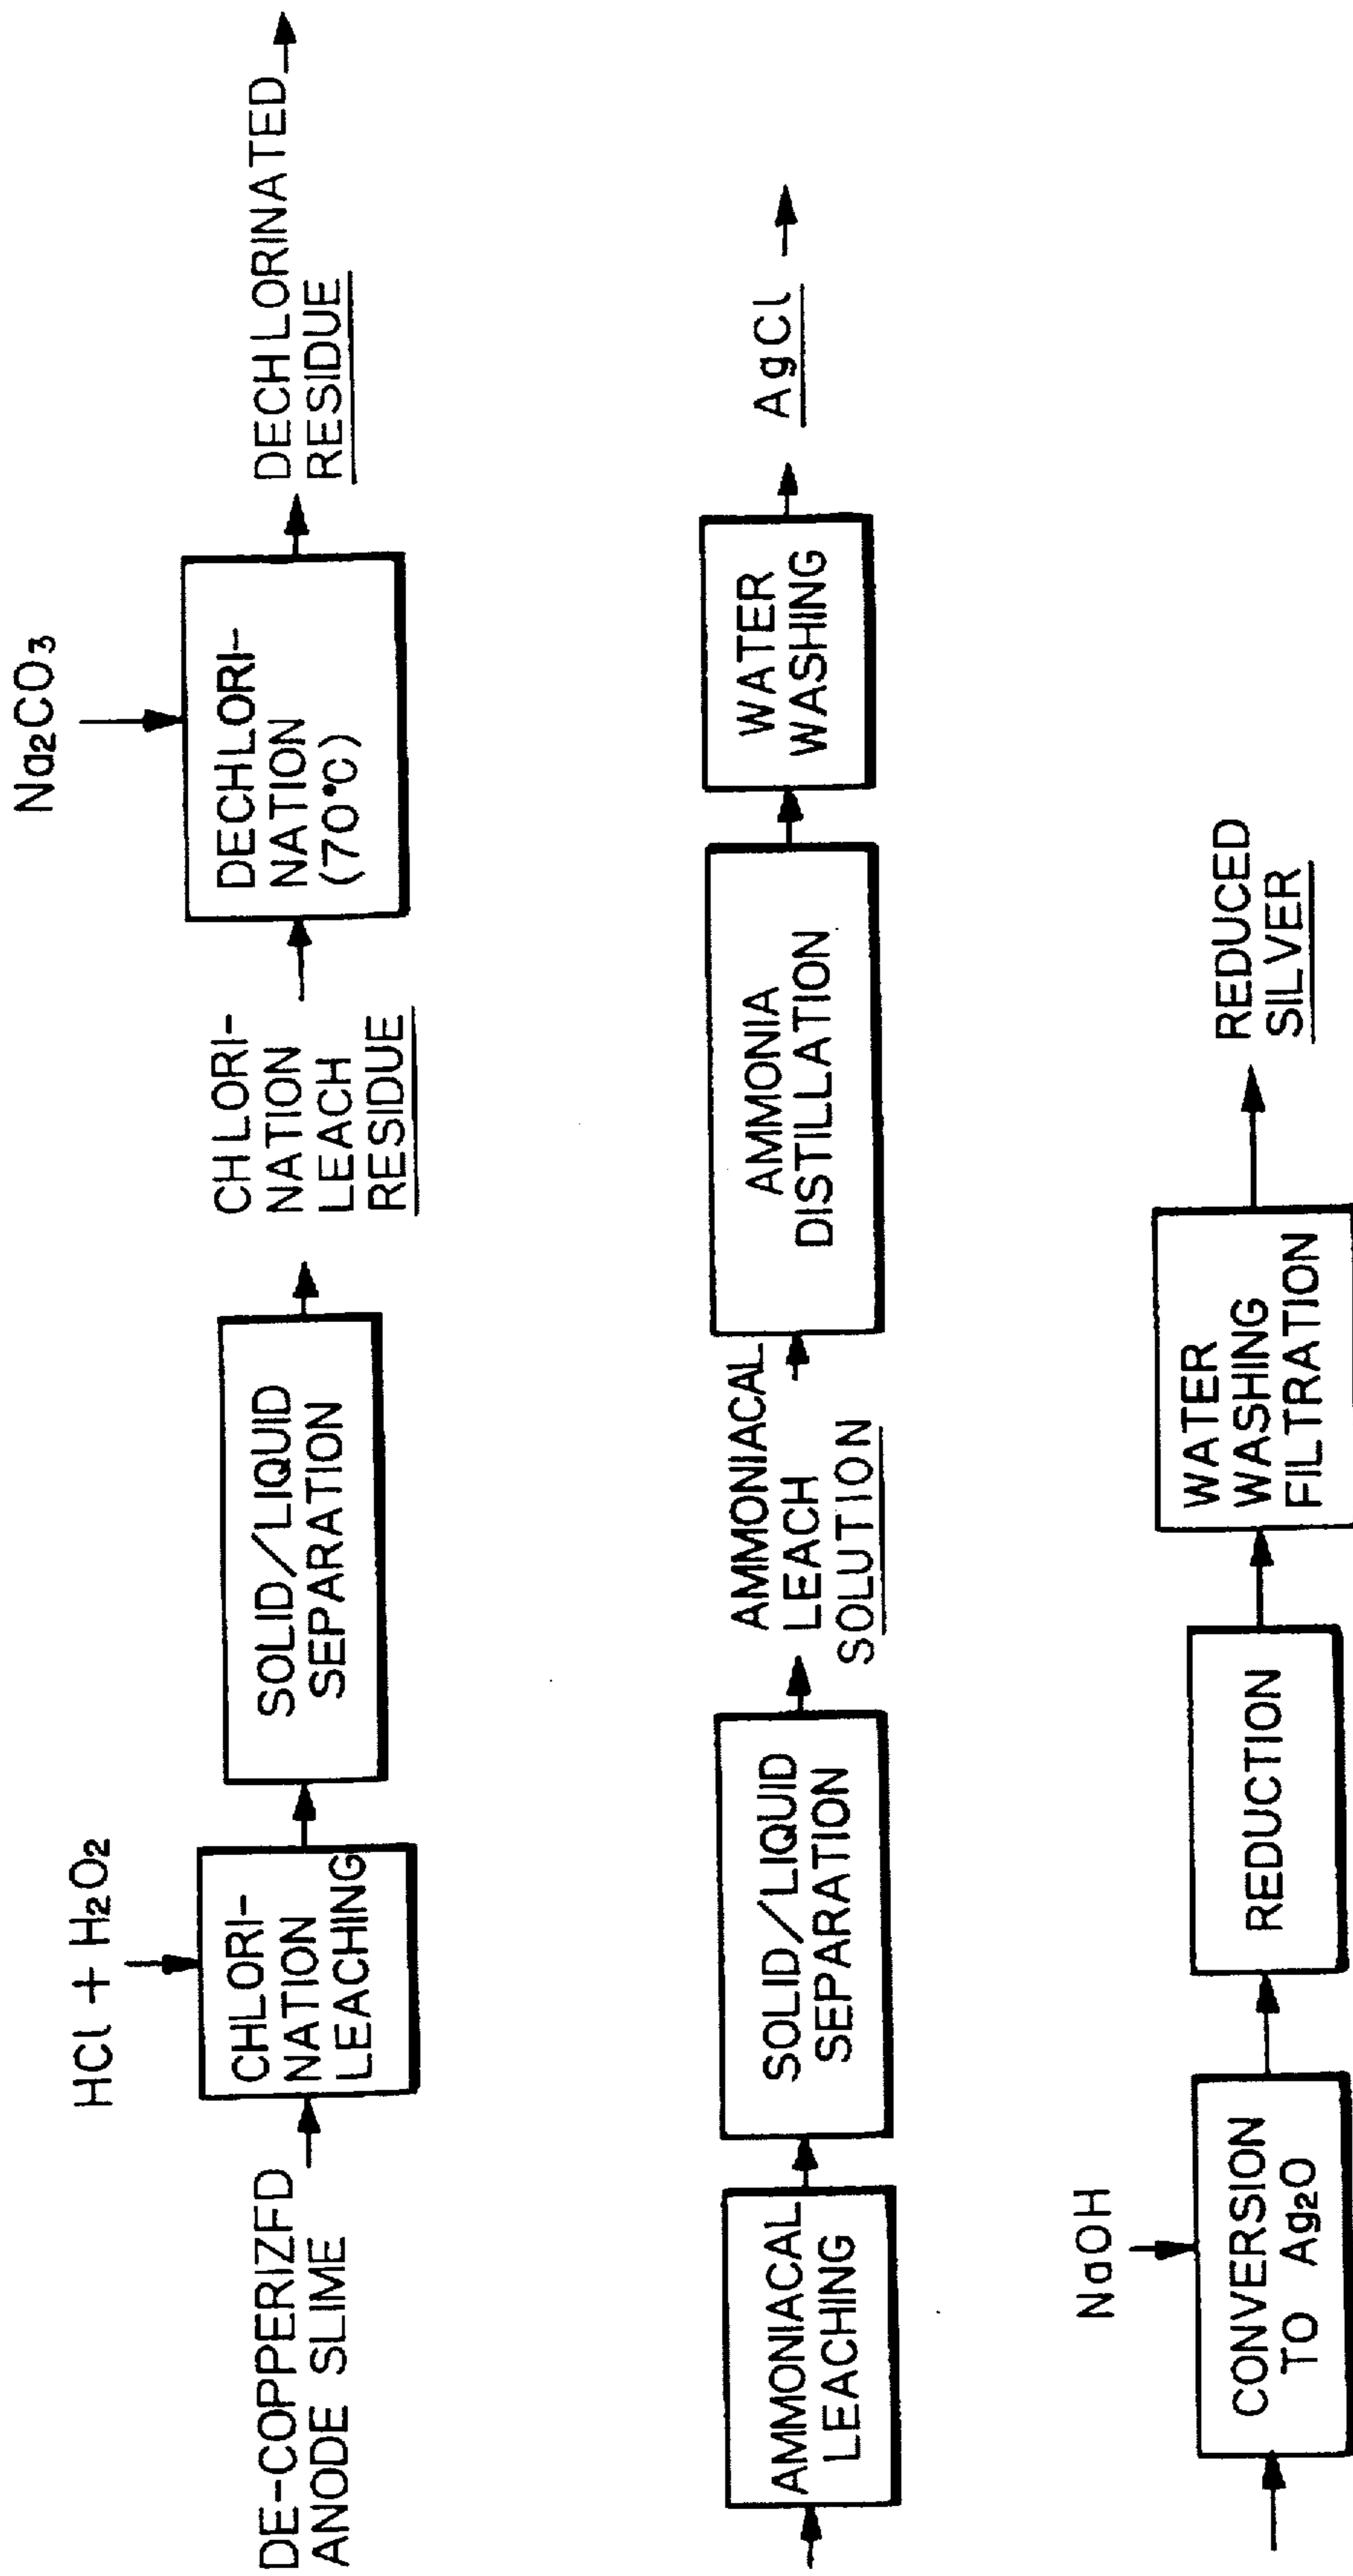 HCl + H₂O₂
Na₂CO₃
DE-COPPERIZFD
ANODE SLIME
CHLORI-
NATION
LEACHING
SOLID/LIQUID
SEPARATION
CHLORI-
NATION
LEACH
RESIDUE
DECHLORI-
NATION
(70°C)
DECHLORINATED
RESIDUE
AMMONIACAL
LEACHING
SOLID/LIQUID
SEPARATION
AMMONIACAL
LEACH
SOLUTION
AMMONIA
DISTILLATION
WATER
WASHING
AgCl
NaOH
CONVERSION
TO Ag₂O
REDUCTION
WATER
WASHING
FILTRATION
REDUCED
SILVER